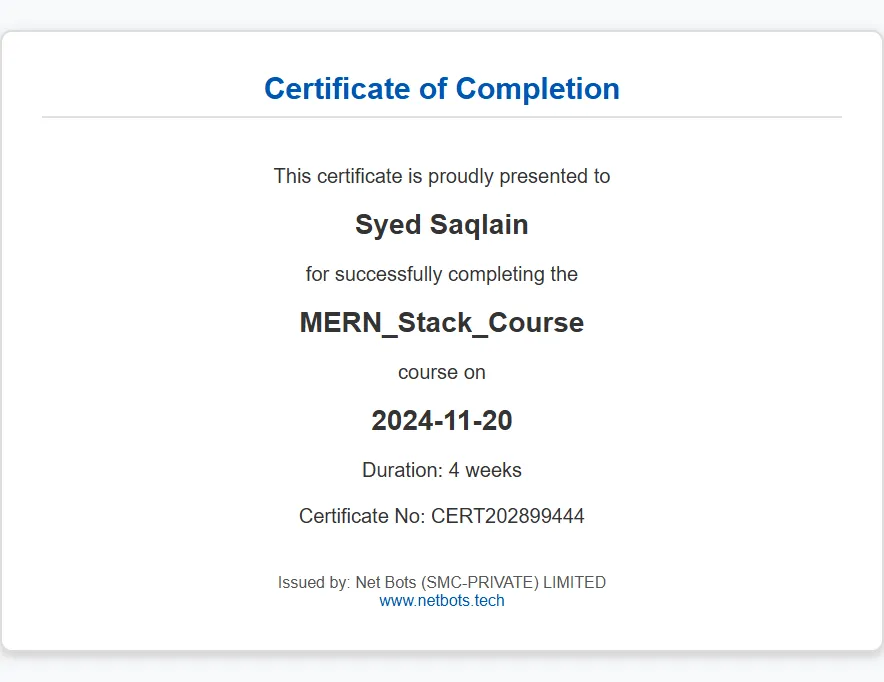 Certificate of Completion
This certificate is proudly presented to
Syed Saqlain
for successfully completing the
MERN_Stack_Course
course on
2024-11-20
Duration: 4 weeks
Certificate No: CERT202899444
Issued by: Net Bots (SMC-PRIVATE) LIMITED
www.netbots.tech